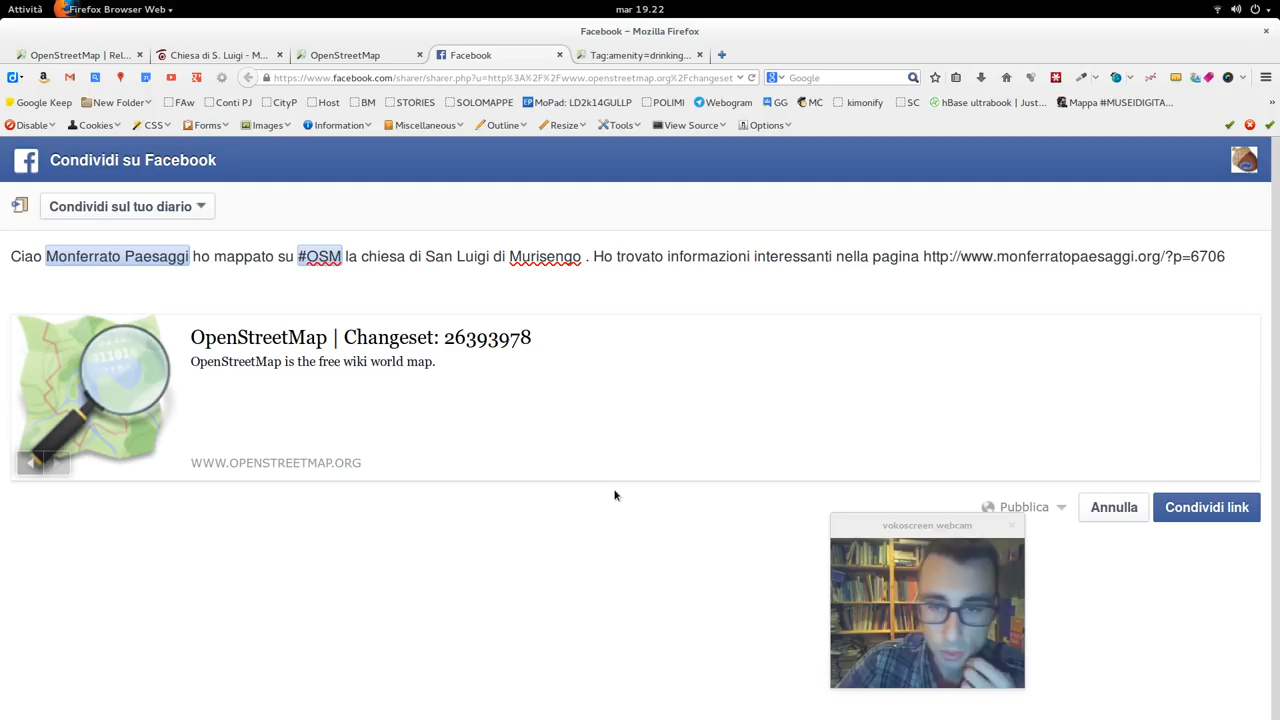 Attività Firefox Browser Web mar 19.22
Facebook – Mozilla Firefox
OpenStreetMap | Rel... Chiesa di S. Luigi - M... OpenStreetMap Facebook Tag:amenity=drinking...
https://www.facebook.com/sharer/sharer.php?u=http%3A%2F%2Fwww.openstreetmap.org%2Fchangeset Google
Google Keep New Folder FAw Conti PJ CityP Host BM STORIES SOLOMAPPE MoPad: LD2k14GULLP POLIMI Webogram GG MC kimonify SC hBase ultrabook | Just... Mappa #MUSEIDIGITA...
Disable Cookies CSS Forms Images Information Miscellaneous Outline Resize Tools View Source Options
Condividi su Facebook
Condividi sul tuo diario
Ciao Monferrato Paesaggi ho mappato su #OSM la chiesa di San Luigi di Murisengo . Ho trovato informazioni interessanti nella pagina http://www.monferratopaesaggi.org/?p=6706
OpenStreetMap | Changeset: 26393978
OpenStreetMap is the free wiki world map.
WWW.OPENSTREETMAP.ORG
Pubblica Annulla Condividi link
vokoscreen webcam